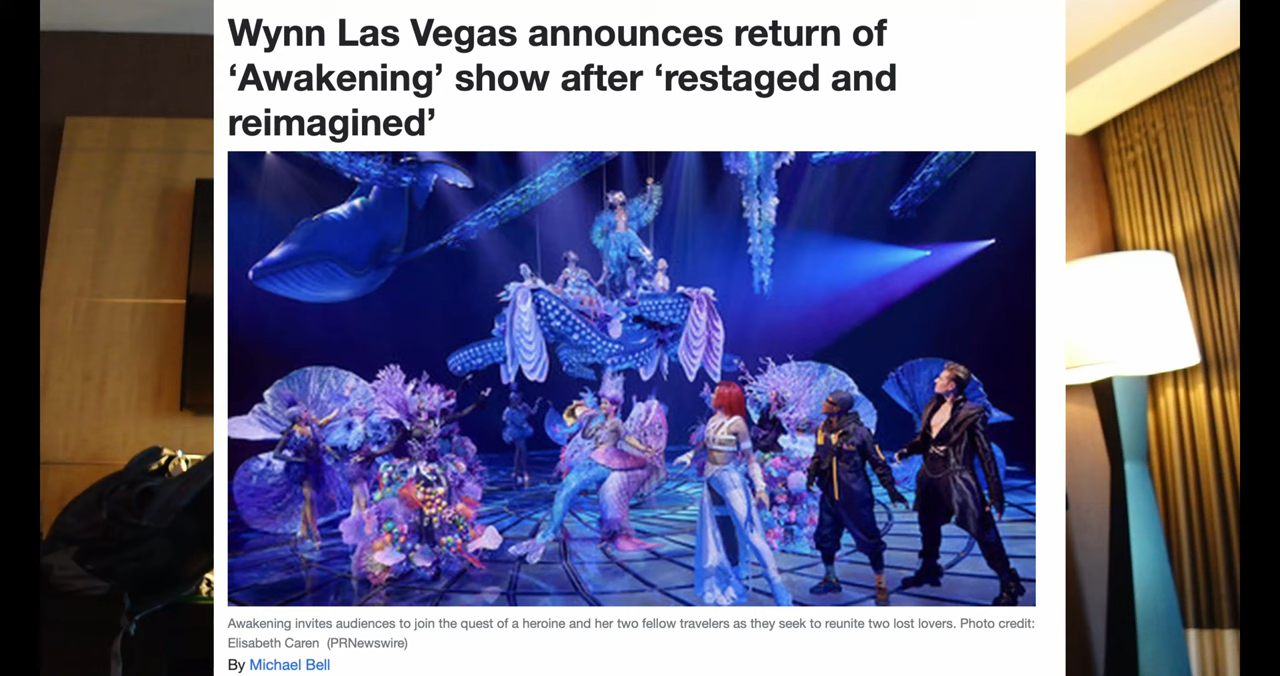 Wynn Las Vegas announces return of
‘Awakening’ show after ‘restaged and
reimagined’
Awakening invites audiences to join the quest of a heroine and her two fellow travelers as they seek to reunite two lost lovers. Photo credit:
Elisabeth Caren (PRNewswire)
By Michael Bell